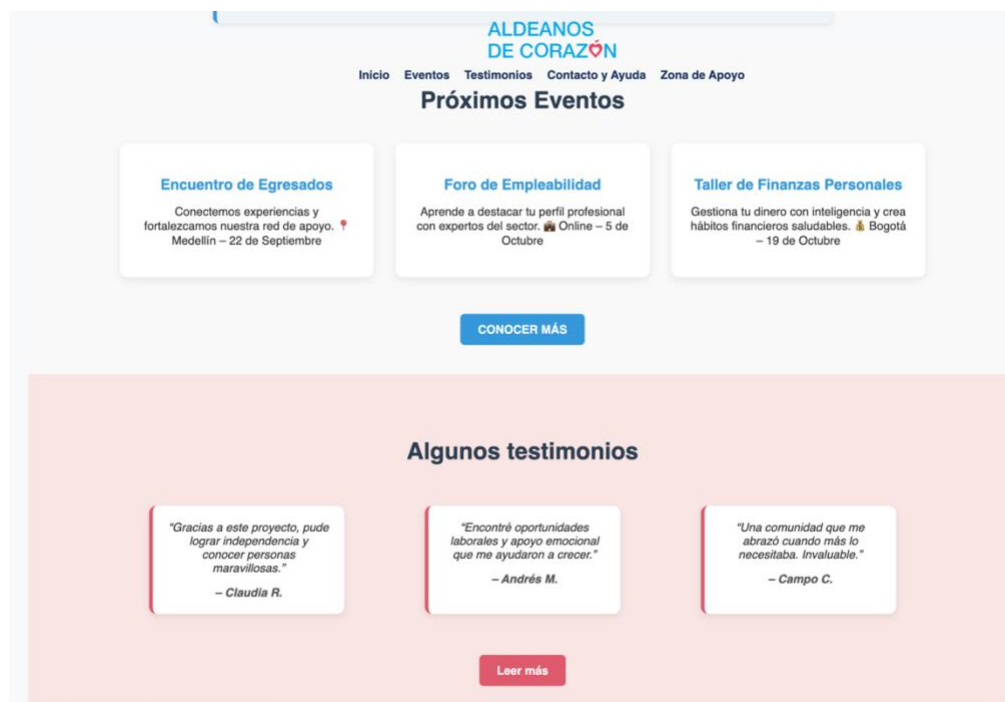 ALDEANOS
DE CORAZÓN
Inicio Eventos Testimonios Contacto y Ayuda Zona de Apoyo
Próximos Eventos
Encuentro de Egresados
Conectemos experiencias y
fortalezcamos nuestra red de apoyo. 📍
Medellín – 22 de Septiembre
Foro de Empleabilidad
Aprende a destacar tu perfil profesional
con expertos del sector. 💼 Online – 5 de
Octubre
Taller de Finanzas Personales
Gestiona tu dinero con inteligencia y crea
hábitos financieros saludables. 💰 Bogotá
– 19 de Octubre
CONOCER MÁS
Algunos testimonios
"Gracias a este proyecto, pude
lograr independencia y
conocer personas
maravillosas."
– Claudia R.
"Encontré oportunidades
laborales y apoyo emocional
que me ayudaron a crecer."
– Andrés M.
"Una comunidad que me
abrazó cuando más lo
necesitaba. Invaluable."
– Campo C.
Leer más